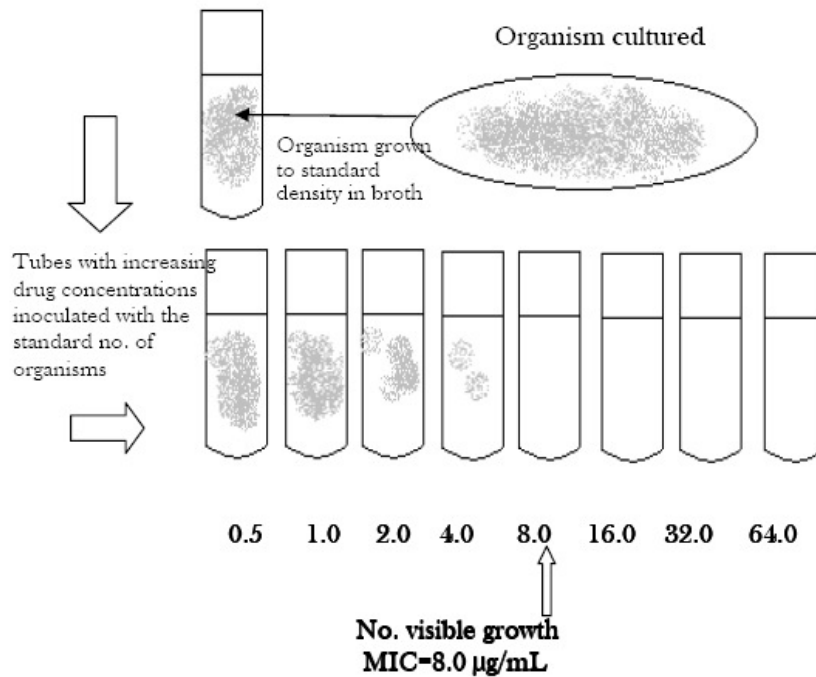 Organism cultured
Organism grown
to standard
density in broth
Tubes with increasing
drug concentrations
inoculated with the
standard no. of
organisms
0.5 1.0 2.0 4.0 8.0 16.0 32.0 64.0
No. visible growth
MIC=8.0 µg/mL